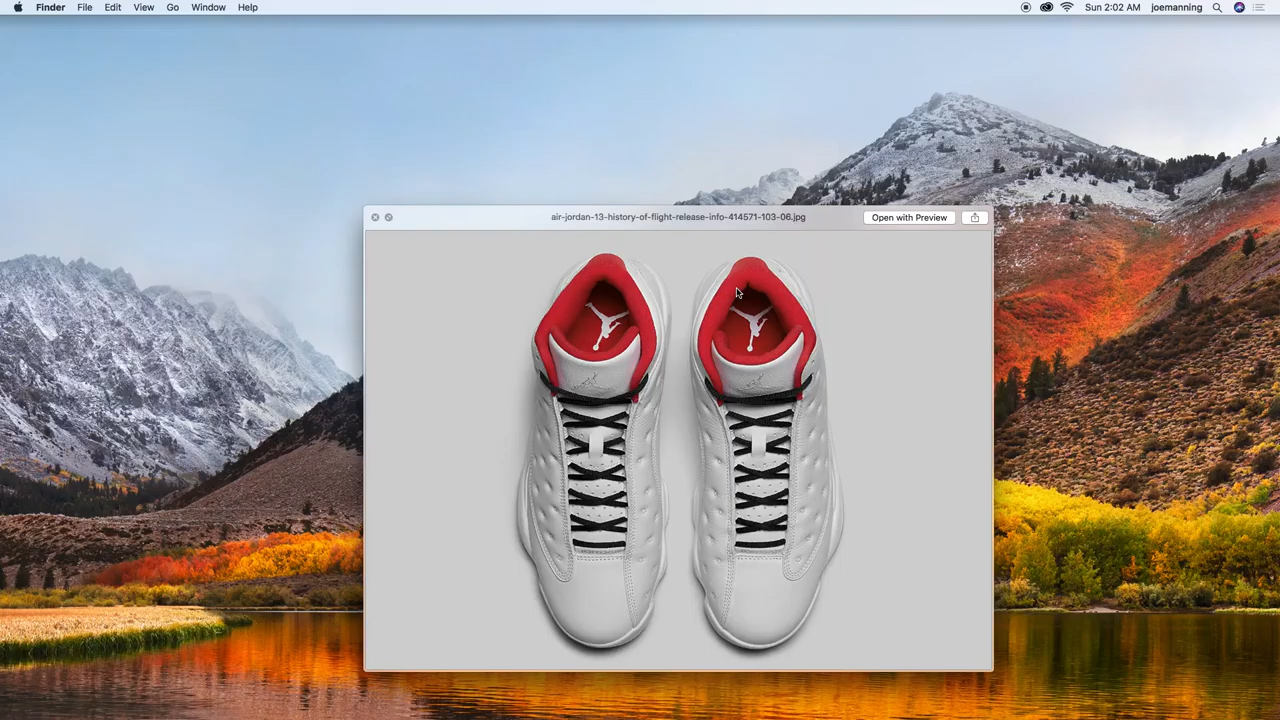 Finder File Edit View Go Window Help Sun 2:02 AM joemanning
air-jordan-13-history-of-flight-release-info-414571-103-06.jpg Open with Preview